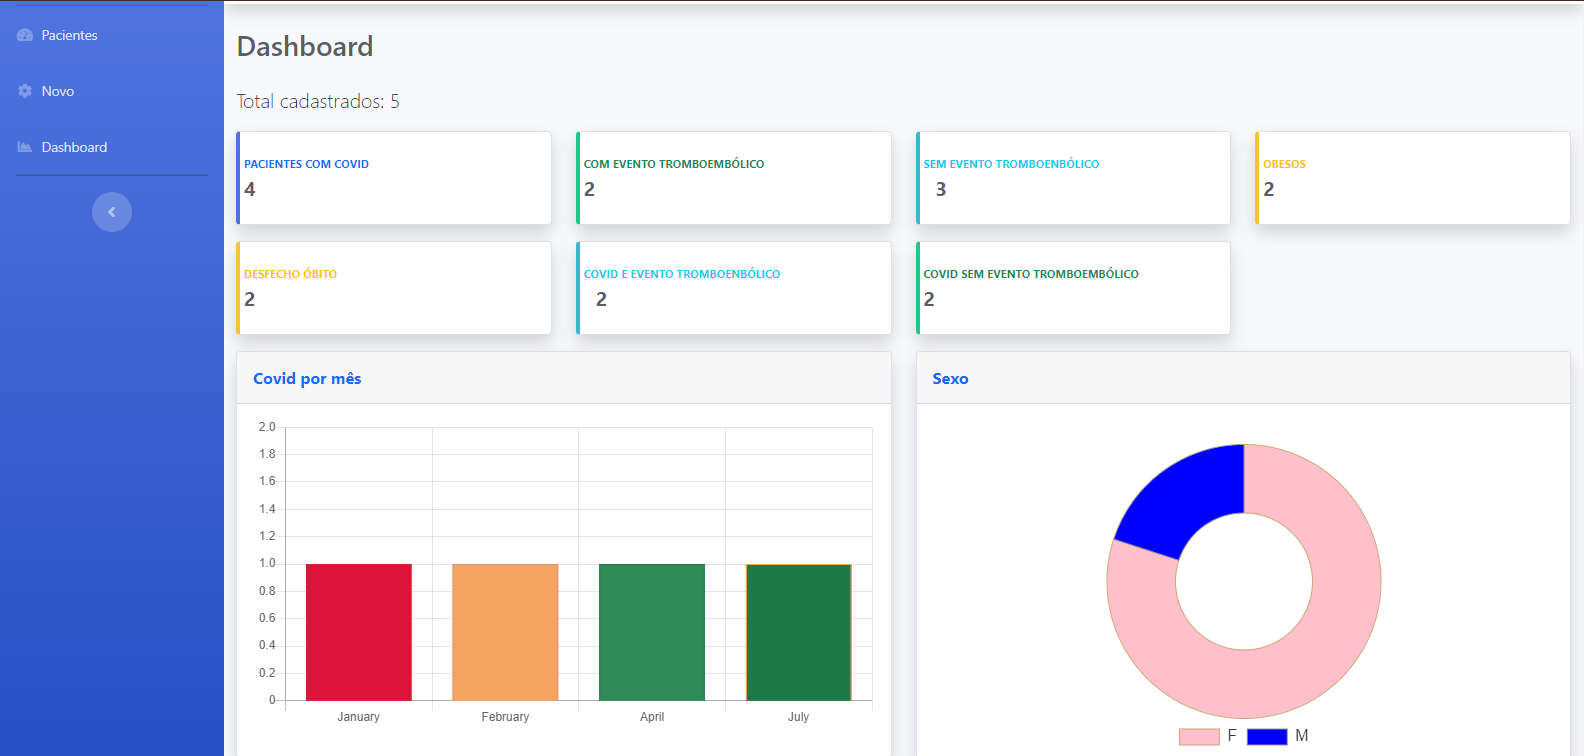 Pacientes
Novo
Dashboard
Dashboard
Total cadastrados: 5
PACIENTES COM COVID
4
COM EVENTO TROMBOEMBÓLICO
2
SEM EVENTO TROMBOENBÓLICO
3
OBESOS
2
DESFECHO ÓBITO
2
COVID E EVENTO TROMBOENBÓLICO
2
COVID SEM EVENTO TROMBOEMBÓLICO
2
Covid por mês
2.0
1.8
1.6
1.4
1.2
1.0
0.8
0.6
0.4
0.2
0
January February April July
Sexo
F M